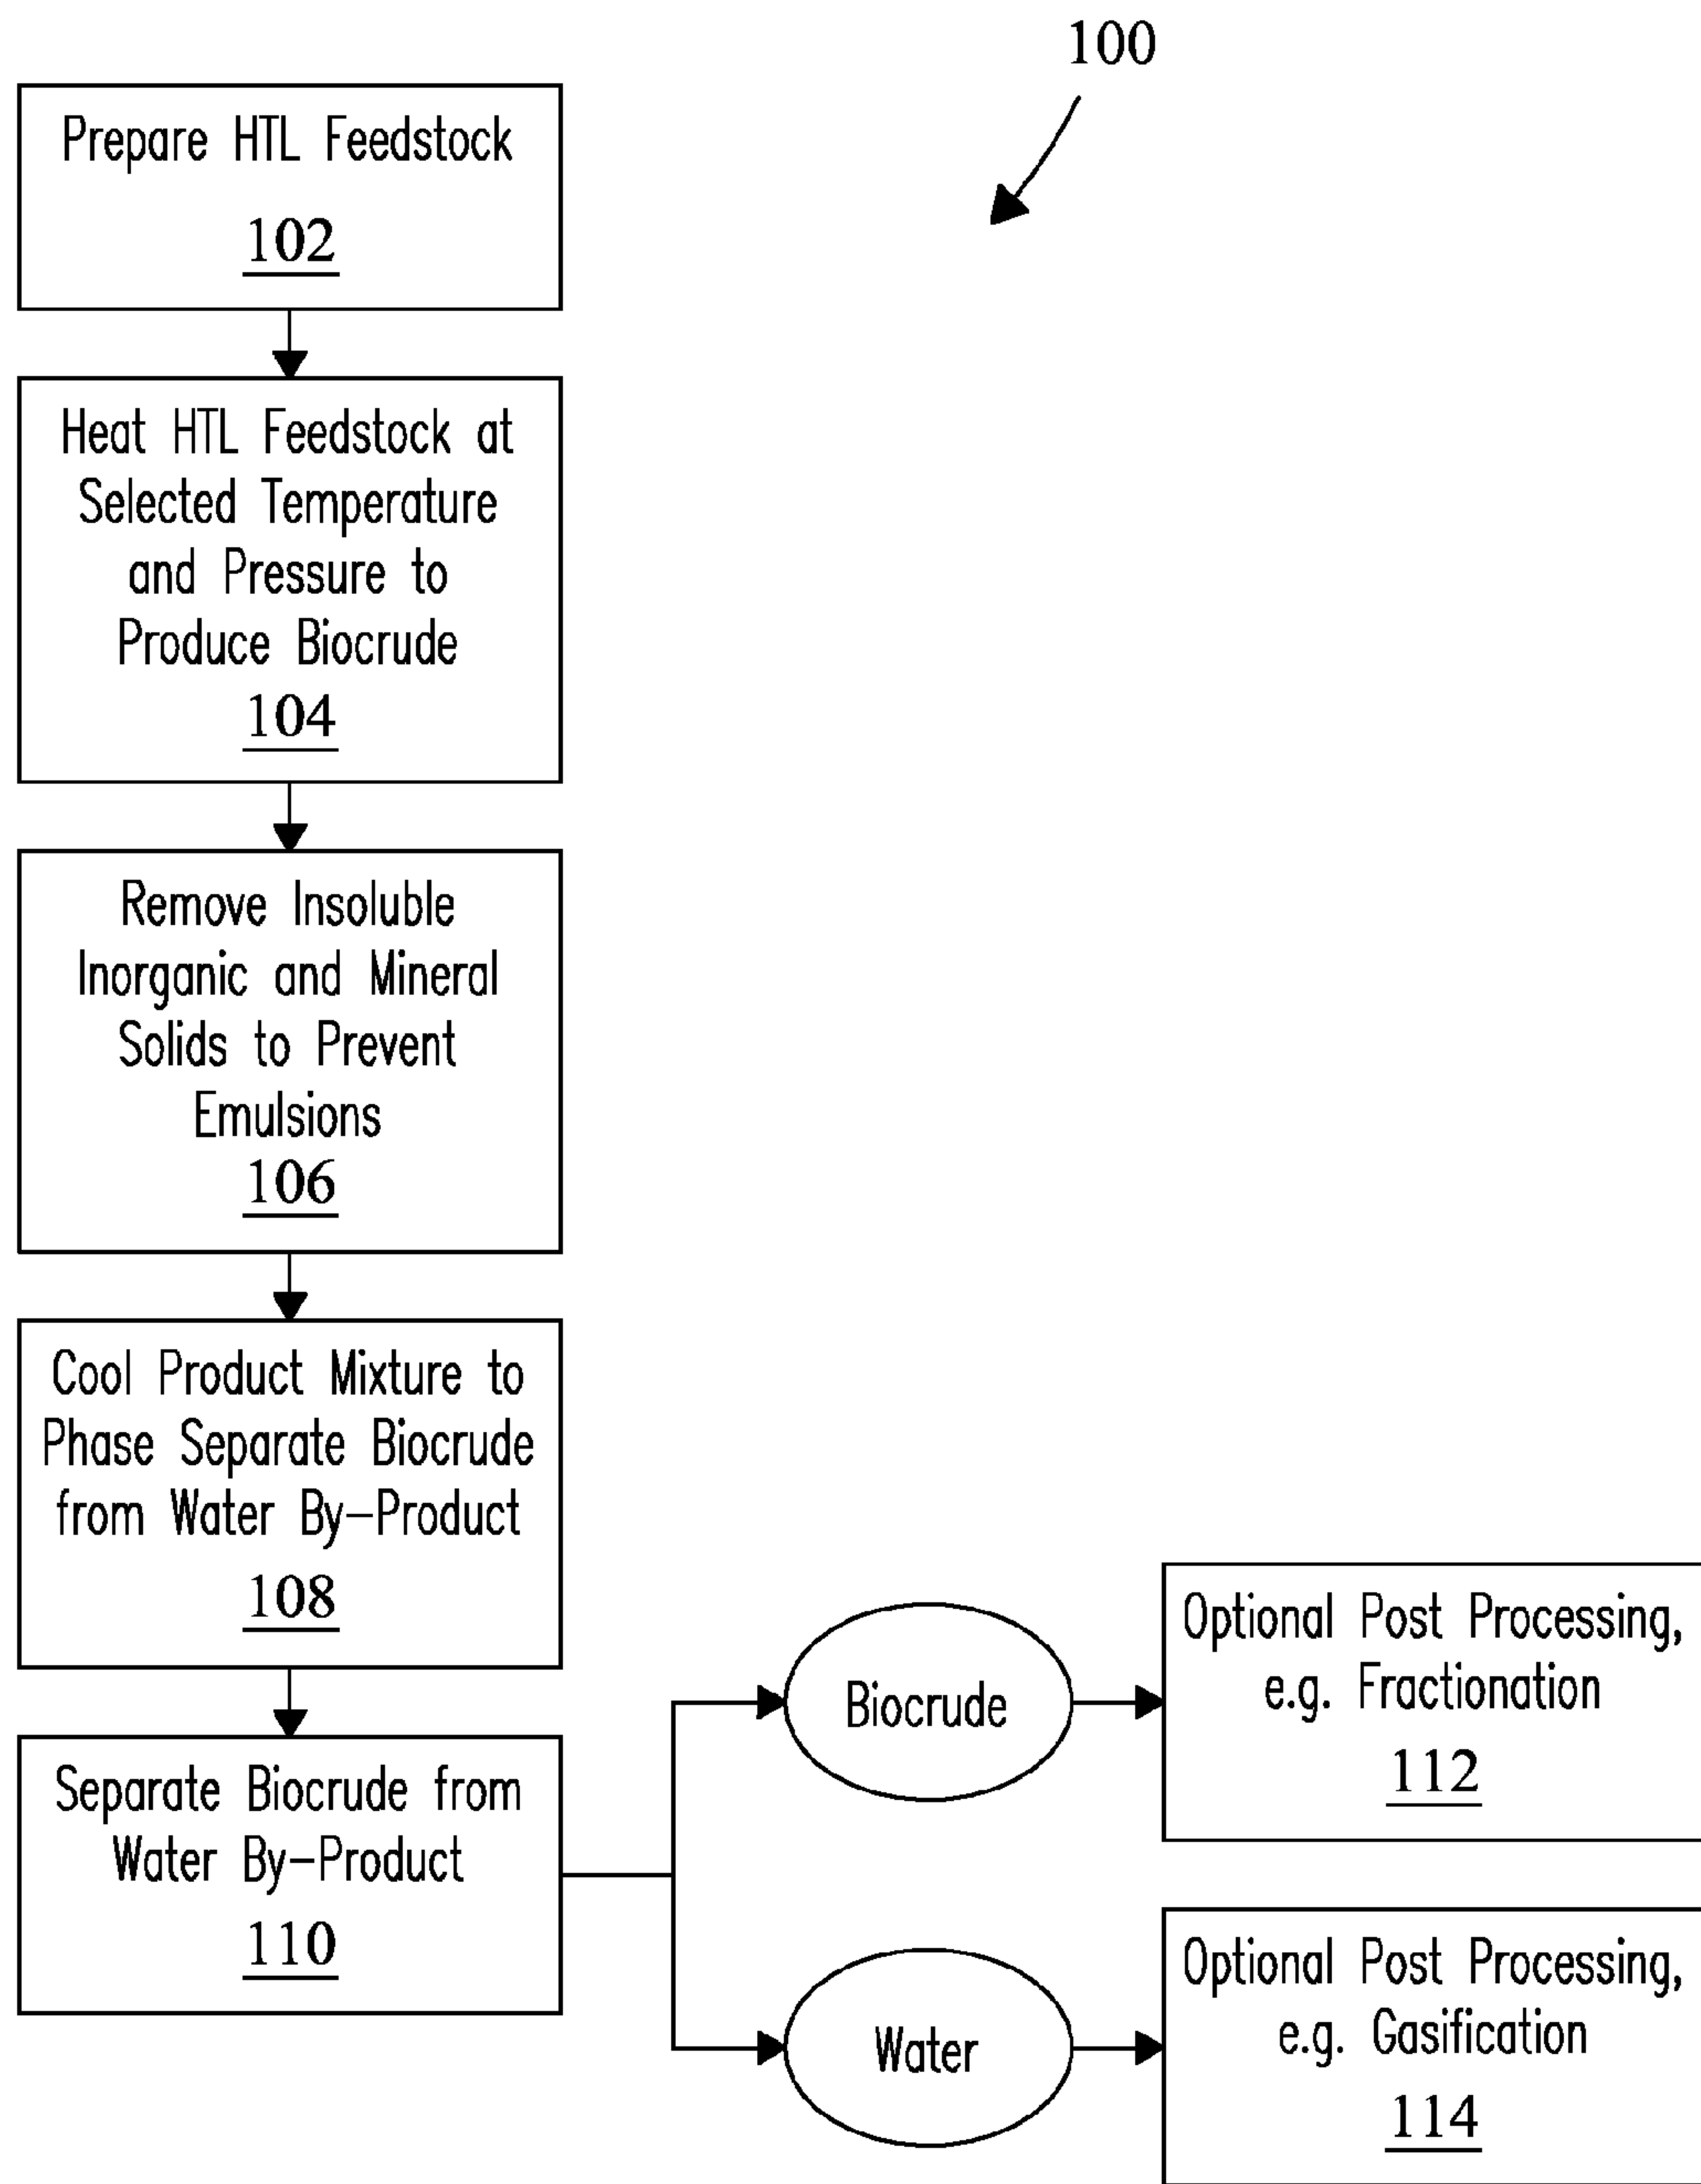 100
Prepare HTL Feedstock
102
Heat HTL Feedstock at
Selected Temperature
and Pressure to
Produce Biocrude
104
Remove Insoluble
Inorganic and Mineral
Solids to Prevent
Emulsions
106
Cool Product Mixture to
Phase Separate Biocrude
from Water By-Product
108
Separate Biocrude from
Water By-Product
110
Biocrude
Optional Post Processing,
e.g. Fractionation
112
Water
Optional Post Processing,
e.g. Gasification
114